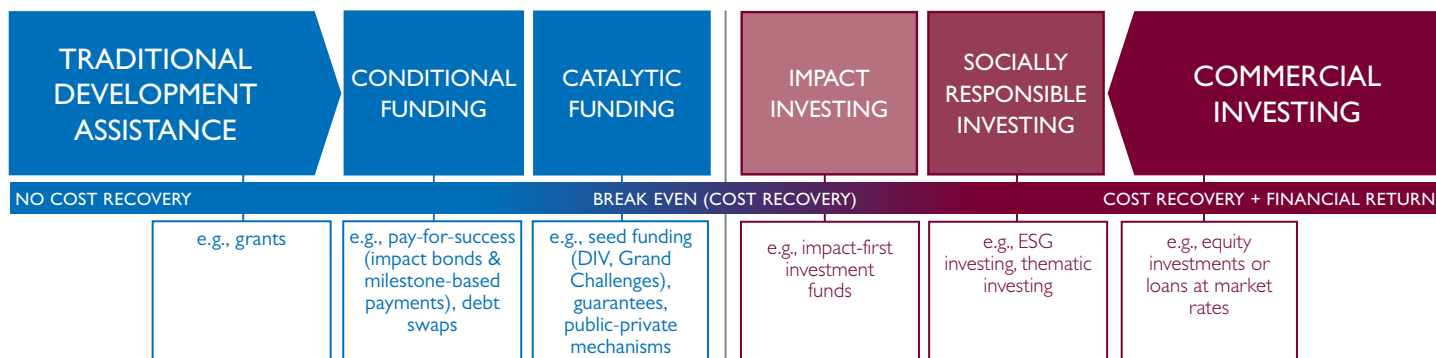 TRADITIONAL
DEVELOPMENT
ASSISTANCE
CONDITIONAL
FUNDING
CATALYTIC
FUNDING
IMPACT
INVESTING
SOCIALLY
RESPONSIBLE
INVESTING
COMMERCIAL
INVESTING
NO COST RECOVERY
BREAK EVEN (COST RECOVERY)
COST RECOVERY + FINANCIAL RETURN
e.g., grants
e.g., pay-for-success
(impact bonds &
milestone-based
payments), debt
swaps
e.g., seed funding
(DIV, Grand
Challenges),
guarantees,
public-private
mechanisms
e.g., impact-first
investment
funds
e.g., ESG
investing, thematic
investing
e.g., equity
investments or
loans at market
rates